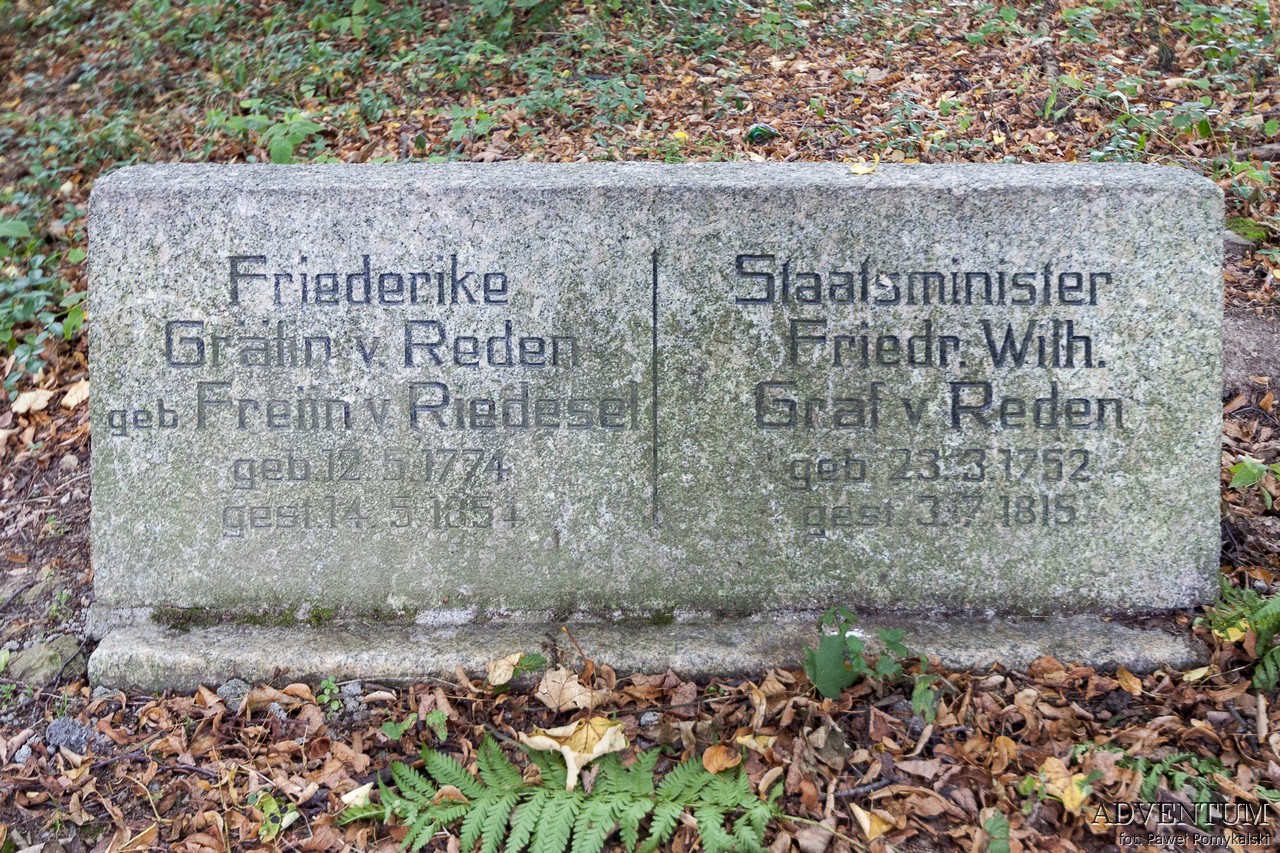 Friederike
Gräfin v. Reden
geb Freiin v Riedesel
geb 12. 5 1774
gest 14. 5 1854
Staatsminister
Friedr. Wilh.
Graf v Reden
geb 23. 3. 1752
gest 3. 7 1815
ADVENTUM
fot. Paweł Pomykalski